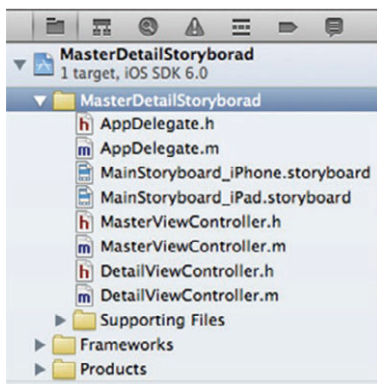 MasterDetailStoryborad
1 target, iOS SDK 6.0
MasterDetailStoryborad
h AppDelegate.h
m AppDelegate.m
MainStoryboard_iPhone.storyboard
MainStoryboard_iPad.storyboard
h MasterViewController.h
m MasterViewController.m
h DetailViewController.h
m DetailViewController.m
Supporting Files
Frameworks
Products